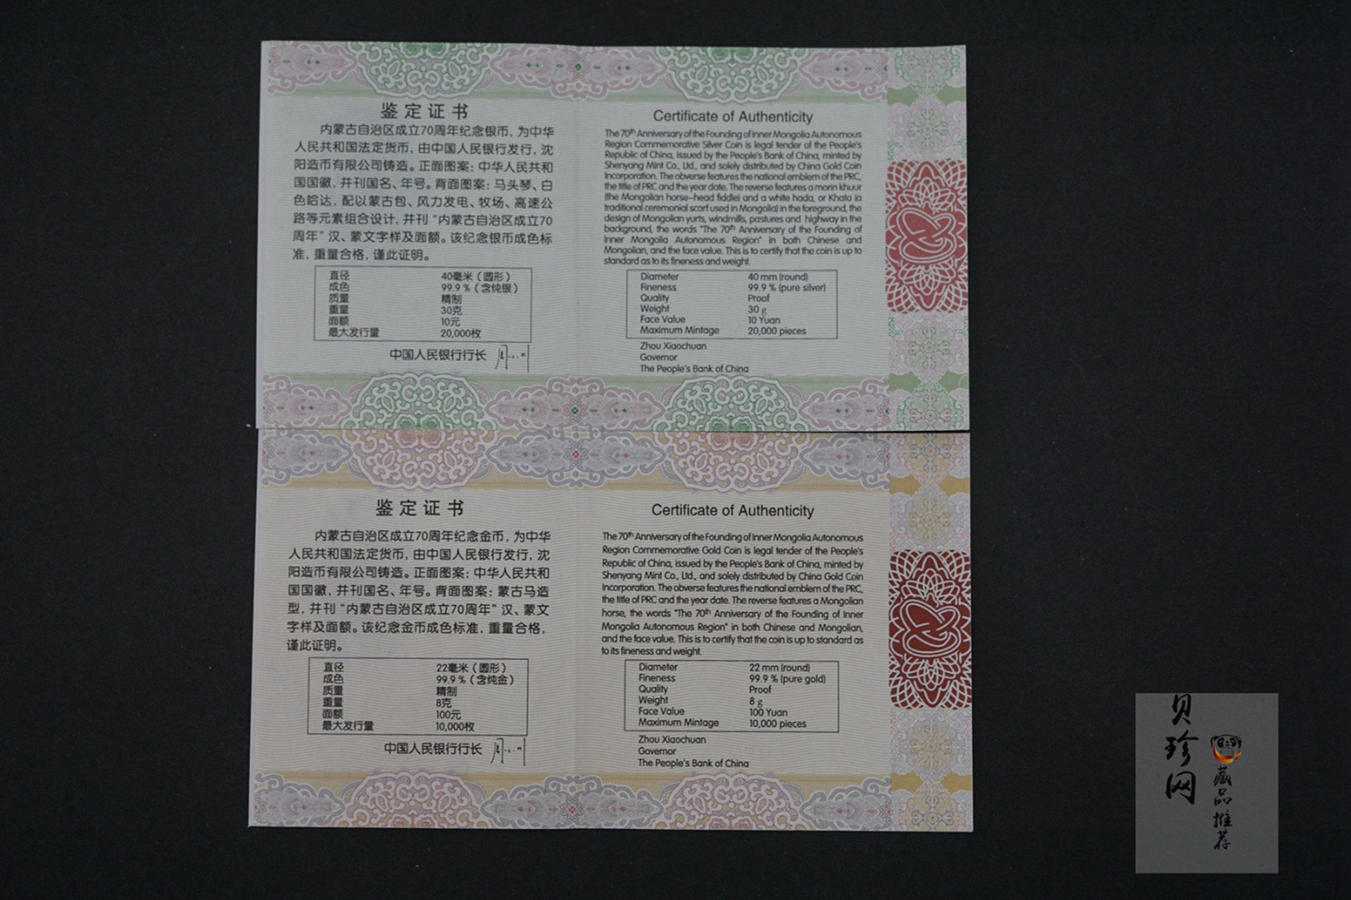 鉴定证书
内蒙古自治区成立70周年纪念银币，为中华
人民共和国法定货币，由中国人民银行发行，沈
阳造币有限公司铸造。正面图案：中华人民共和
国国徽，并刊国名、年号。背面图案：马头琴、白
色哈达，配以蒙古包、风力发电、牧场、高速公
路等元素组合设计，并刊“内蒙古自治区成立70
周年”汉、蒙文字样及面额。该纪念银币成色标
准，重量合格，谨此证明。
直径 40毫米（圆形）
成色 99.9％（含纯银）
质量 精制
重量 30克
面额 10元
最大发行量 20,000枚
中国人民银行行长
Certificate of Authenticity
The 70th Anniversary of the Founding of Inner Mongolia Autonomous
Region Commemorative Silver Coin is legal tender of the People's
Republic of China, issued by the People's Bank of China, minted by
Shenyang Mint Co., Ltd., and solely distributed by China Gold Coin
Incorporation. The obverse features the national emblem of the PRC,
the title of PRC and the year date. The reverse features a morin khuur
(the Mongolian horse-head fiddle) and a white hada, or Khata (a
traditional ceremonial scarf used in Mongolia) in the foreground, the
design of Mongolian yurts, windmills, pastures and highway in the
background, the words "The 70th Anniversary of the Founding of
Inner Mongolia Autonomous Region" in both Chinese and
Mongolian, and the face value. This is to certify that the coin is up to
standard as to its fineness and weight.
Diameter 40 mm (round)
Fineness 99.9 % (pure silver)
Quality Proof
Weight 30 g
Face Value 10 Yuan
Maximum Mintage 20,000 pieces
Zhou Xiaochuan
Governor
The People's Bank of China
鉴定证书
内蒙古自治区成立70周年纪念金币，为中华
人民共和国法定货币，由中国人民银行发行，沈
阳造币有限公司铸造。正面图案：中华人民共和
国国徽，并刊国名、年号。背面图案：蒙古马造
型，并刊“内蒙古自治区成立70周年”汉、蒙文
字样及面额。该纪念金币成色标准，重量合格，
谨此证明。
直径 22毫米（圆形）
成色 99.9％（含纯金）
质量 精制
重量 8克
面额 100元
最大发行量 10,000枚
中国人民银行行长
Certificate of Authenticity
The 70th Anniversary of the Founding of Inner Mongolia Autonomous
Region Commemorative Gold Coin is legal tender of the People's
Republic of China, issued by the People's Bank of China, minted by
Shenyang Mint Co., Ltd., and solely distributed by China Gold Coin
Incorporation. The obverse features the national emblem of the PRC,
the title of PRC and the year date. The reverse features a Mongolian
horse, the words "The 70th Anniversary of the Founding of Inner
Mongolia Autonomous Region" in both Chinese and Mongolian,
and the face value. This is to certify that the coin is up to standard as
to its fineness and weight.
Diameter 22 mm (round)
Fineness 99.9 % (pure gold)
Quality Proof
Weight 8 g
Face Value 100 Yuan
Maximum Mintage 10,000 pieces
Zhou Xiaochuan
Governor
The People's Bank of China
贝珍网
藏品推荐